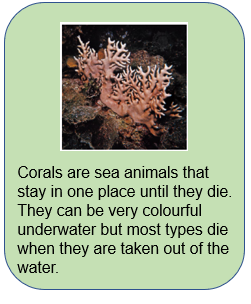 Corals are sea animals that
stay in one place until they die.
They can be very colourful
underwater but most types die
when they are taken out of the
water.